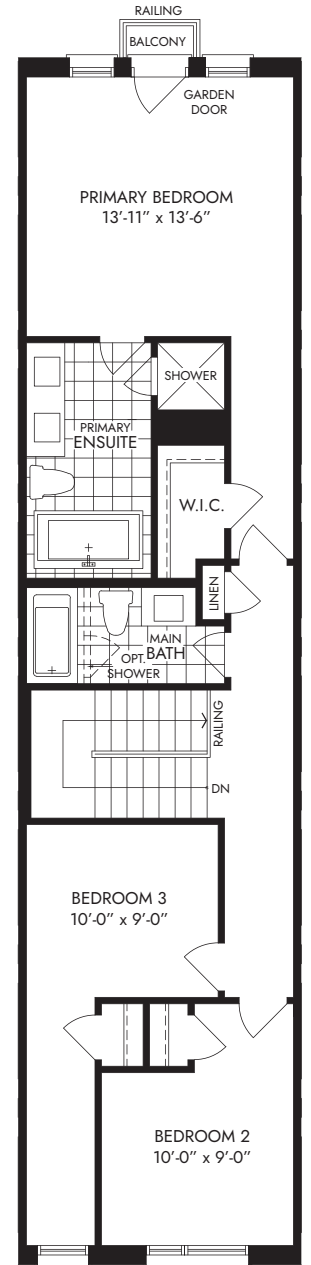 RAILING
BALCONY
GARDEN
DOOR
PRIMARY BEDROOM
13'-11" x 13'-6"
SHOWER
PRIMARY
ENSUITE
W.I.C.
LINEN
MAIN
BATH
OPT.
SHOWER
RAILING
DN
BEDROOM 3
10'-0" x 9'-0"
BEDROOM 2
10'-0" x 9'-0"